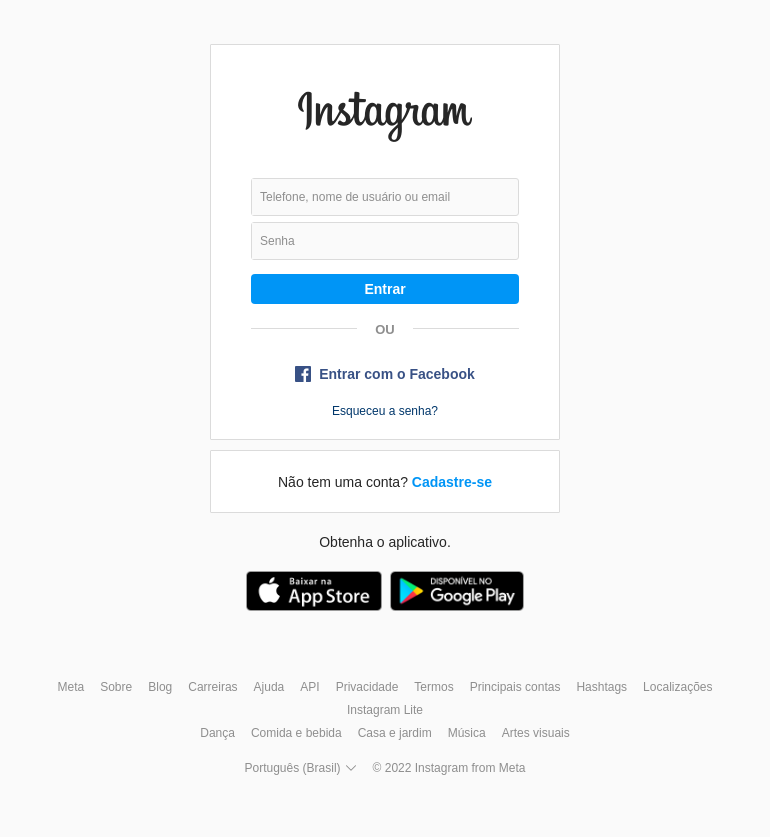 Instagram
Telefone, nome de usuário ou email
Senha
Entrar
OU
Entrar com o Facebook
Esqueceu a senha?
Não tem uma conta? Cadastre-se
Obtenha o aplicativo.
Baixar na
App Store
DISPONÍVEL NO
Google Play
Meta Sobre Blog Carreiras Ajuda API Privacidade Termos Principais contas Hashtags Localizações
Instagram Lite
Dança Comida e bebida Casa e jardim Música Artes visuais
Português (Brasil) © 2022 Instagram from Meta